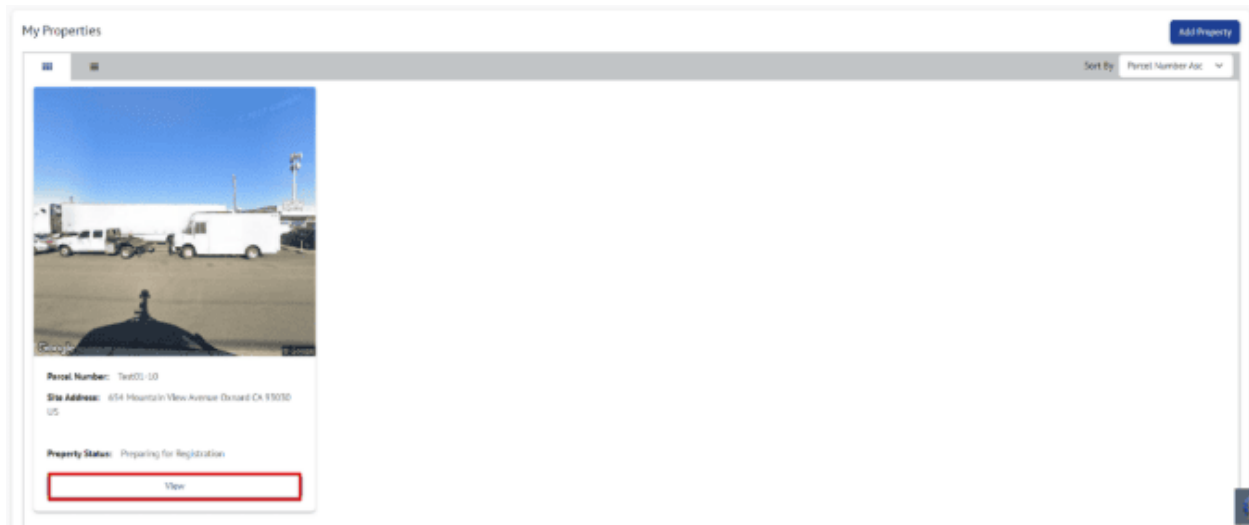 My Properties
Add Property
Sort By Parcel Number Asc
Google
Parcel Number: Test01-10
Site Address: 654 Mountain View Avenue Oxnard CA 93030
US
Property Status: Preparing for Registration
View